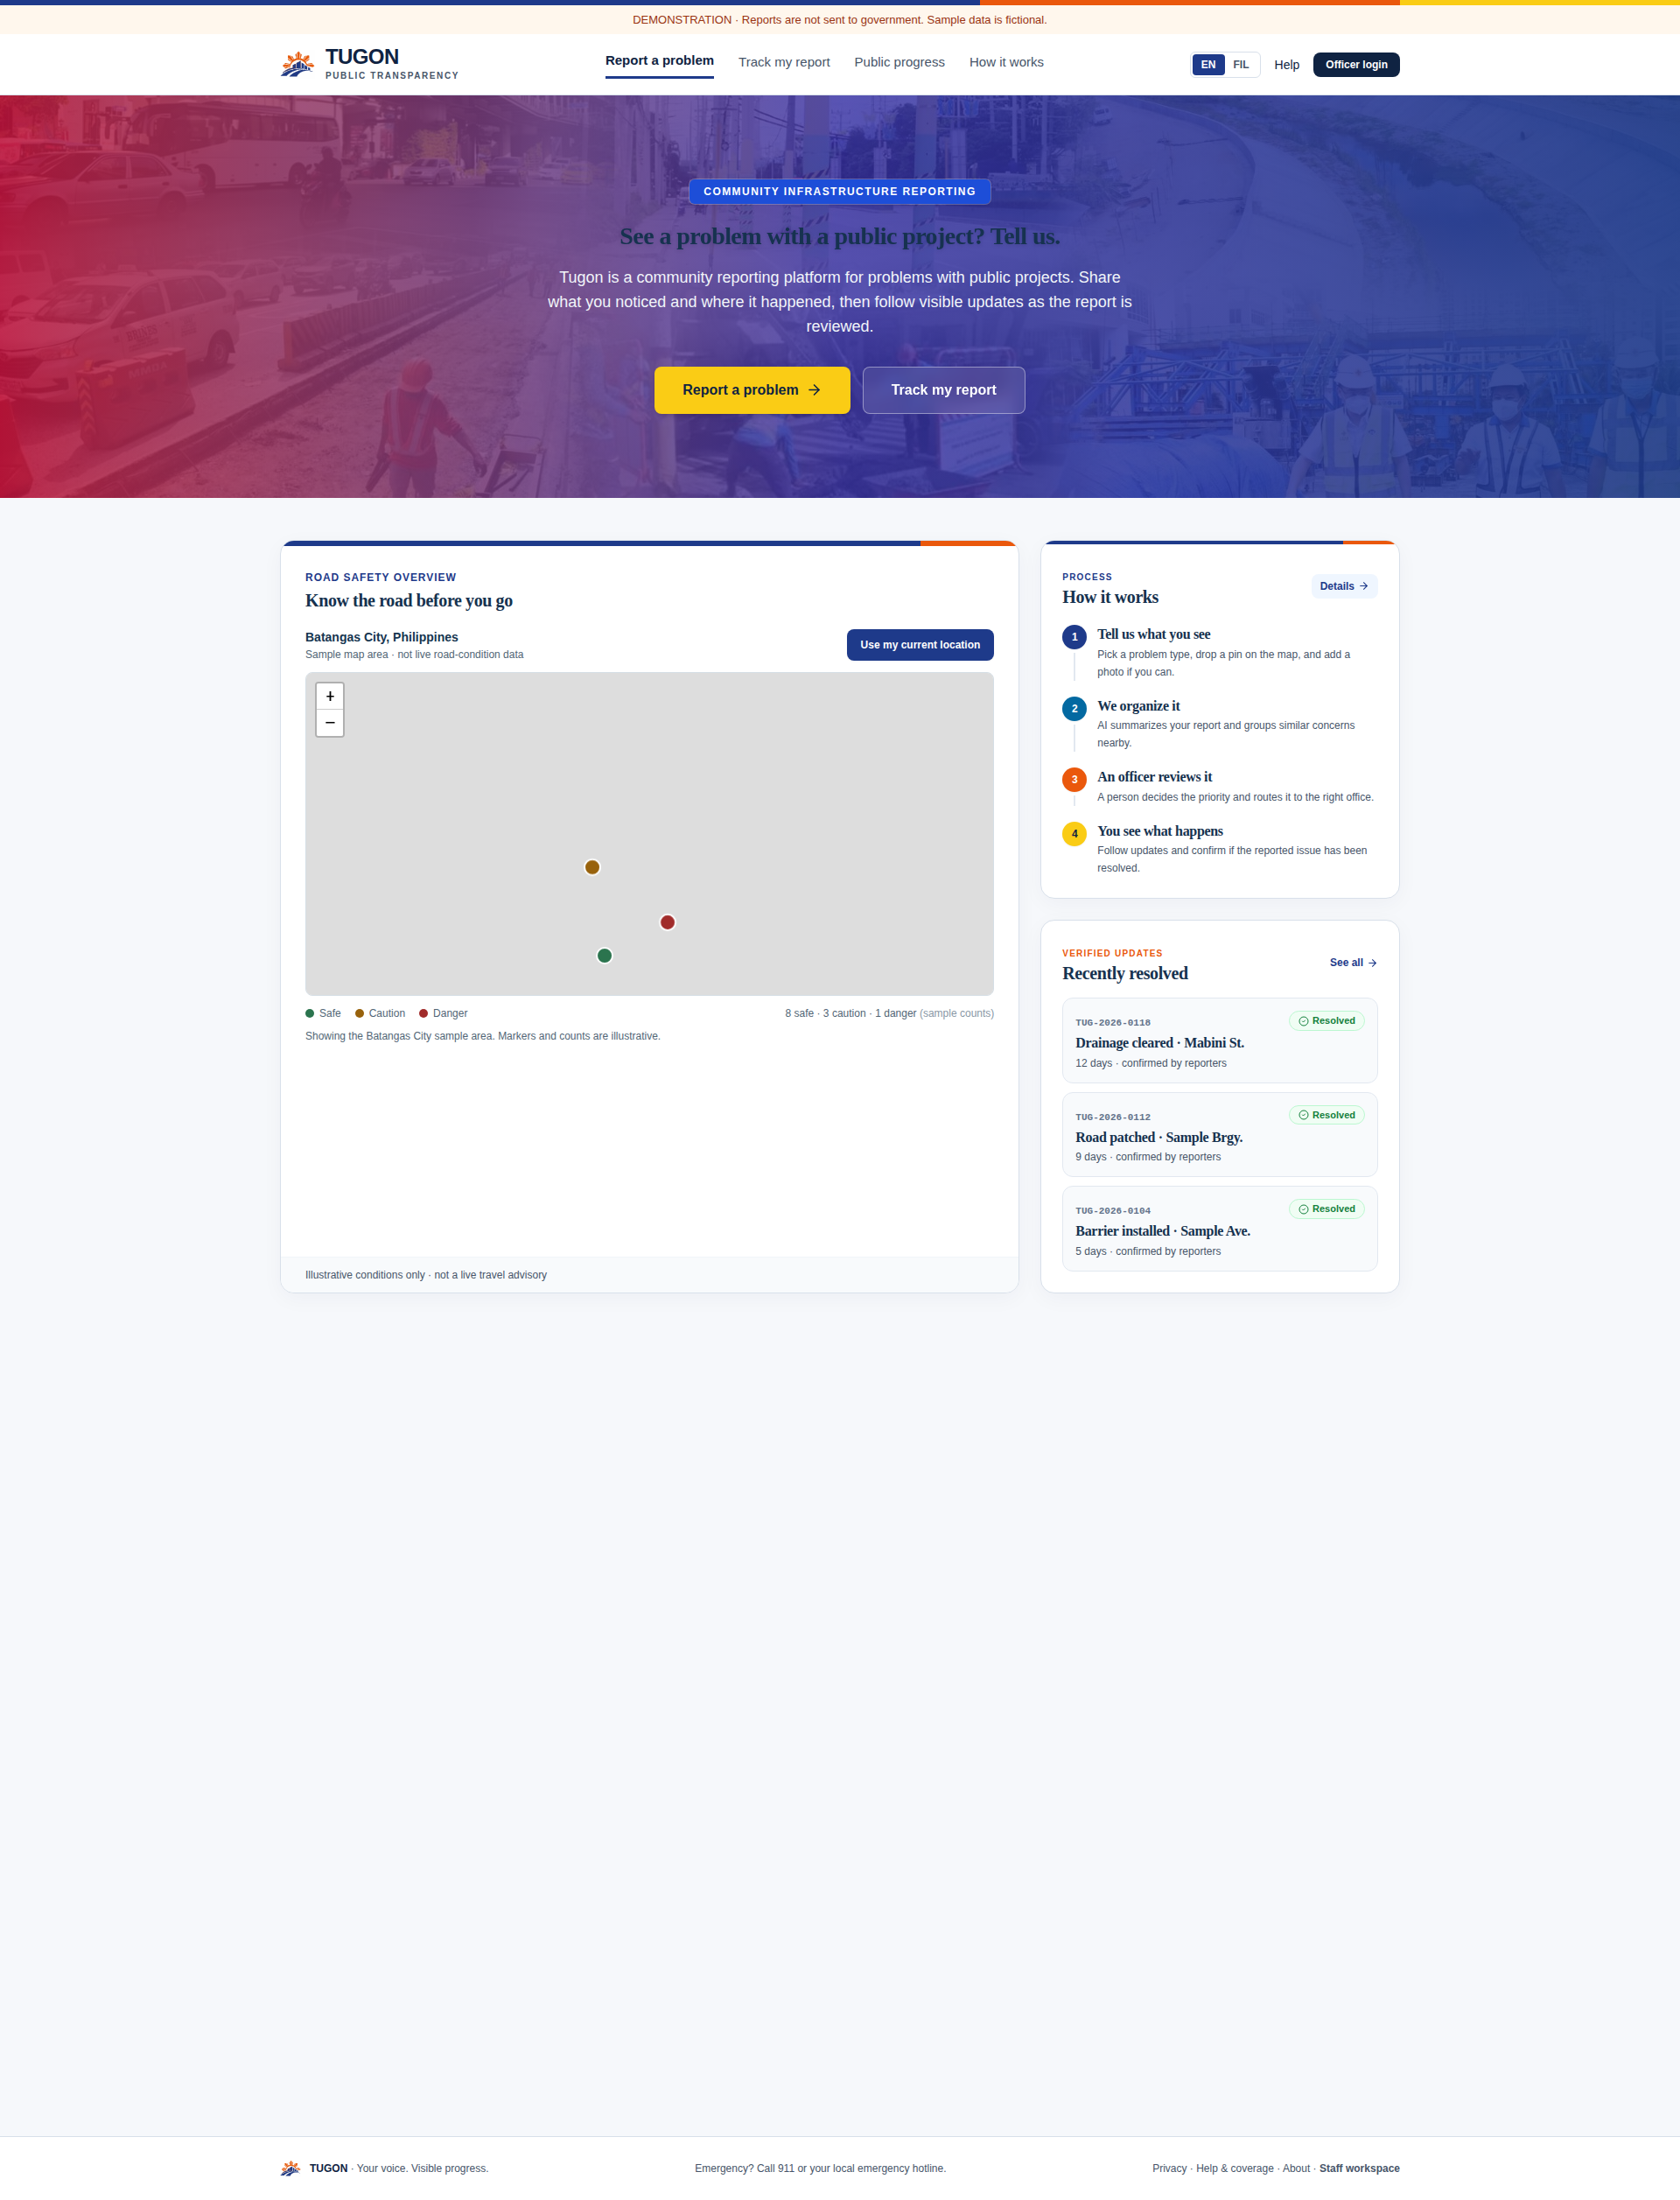 DEMONSTRATION · Reports are not sent to government. Sample data is fictional.
TUGON
PUBLIC TRANSPARENCY
Report a problem
Track my report
Public progress
How it works
EN
FIL
Help
Officer login
COMMUNITY INFRASTRUCTURE REPORTING
See a problem with a public project? Tell us.
Tugon is a community reporting platform for problems with public projects. Share
what you noticed and where it happened, then follow visible updates as the report is
reviewed.
Report a problem →
Track my report
ROAD SAFETY OVERVIEW
Know the road before you go
Batangas City, Philippines
Sample map area · not live road-condition data
Use my current location
+
−
Safe
Caution
Danger
8 safe · 3 caution · 1 danger (sample counts)
Showing the Batangas City sample area. Markers and counts are illustrative.
Illustrative conditions only · not a live travel advisory
PROCESS
How it works
Details →
1
Tell us what you see
Pick a problem type, drop a pin on the map, and add a
photo if you can.
2
We organize it
AI summarizes your report and groups similar concerns
nearby.
3
An officer reviews it
A person decides the priority and routes it to the right office.
4
You see what happens
Follow updates and confirm if the reported issue has been
resolved.
VERIFIED UPDATES
Recently resolved
See all →
TUG-2026-0118
Resolved
Drainage cleared · Mabini St.
12 days · confirmed by reporters
TUG-2026-0112
Resolved
Road patched · Sample Brgy.
9 days · confirmed by reporters
TUG-2026-0104
Resolved
Barrier installed · Sample Ave.
5 days · confirmed by reporters
TUGON · Your voice. Visible progress.
Emergency? Call 911 or your local emergency hotline.
Privacy · Help & coverage · About · Staff workspace